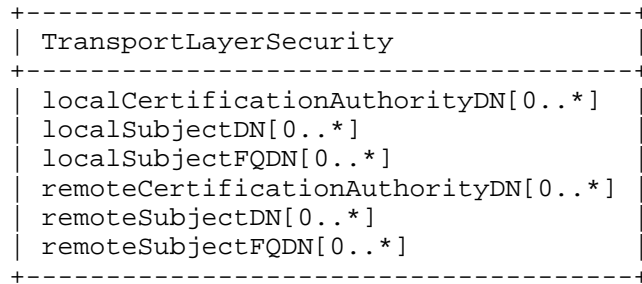 +--------------------------------------+
| TransportLayerSecurity               |
+--------------------------------------+
| localCertificationAuthorityDN[0..*]  |
| localSubjectDN[0..*]                 |
| localSubjectFQDN[0..*]               |
| remoteCertificationAuthorityDN[0..*] |
| remoteSubjectDN[0..*]                |
| remoteSubjectFQDN[0..*]              |
+--------------------------------------+